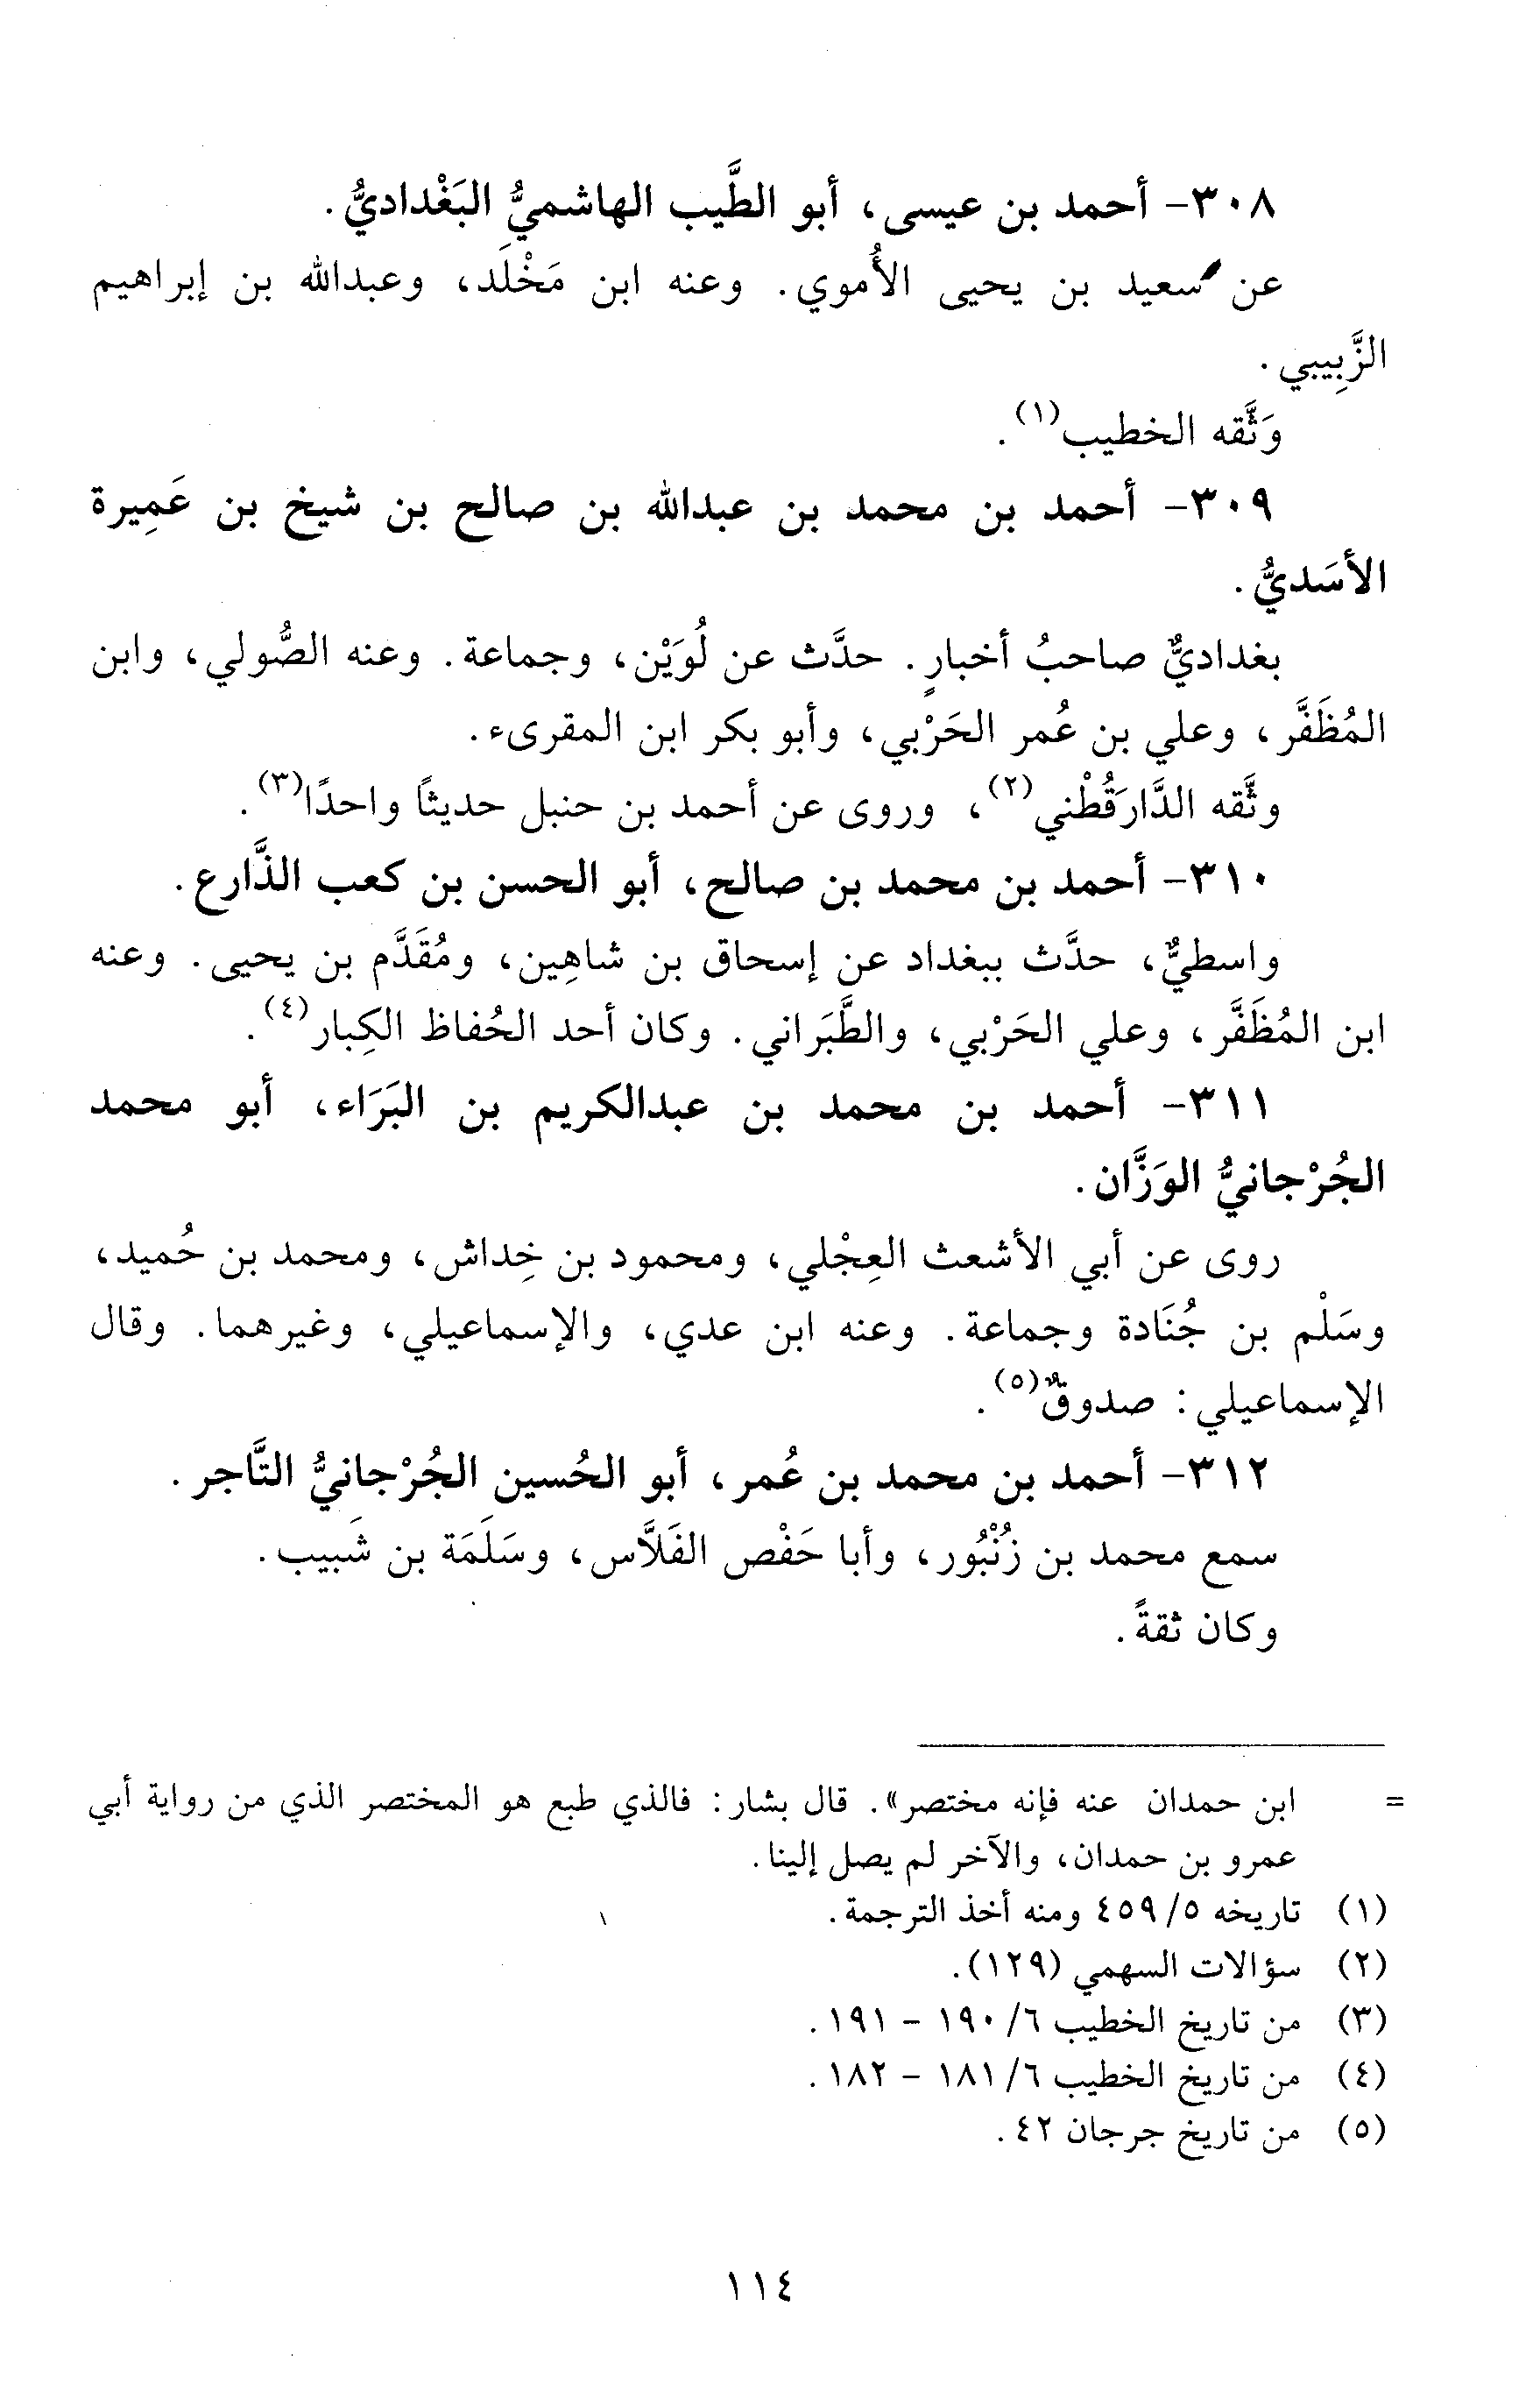 ٣٠٨- أحمد بن عيسى، أبو الطَّيب الهاشميُّ البَغْداديُّ.
عن سعيد بن يحيى الأُموي. وعنه ابن مَخْلَد، وعبدالله بن إبراهيم
الزَّبِيبي.
وَثَّقه الخطيب(١).
٣٠٩- أحمد بن محمد بن عبدالله بن صالح بن شيخ بن عَمِيرة
الأسَديُّ.
بغداديٌّ صاحبُ أخبارٍ. حدَّث عن لُوَيْن، وجماعة. وعنه الصُّولي، وابن
المُظَفَّر، وعلي بن عُمر الحَرْبي، وأبو بكر ابن المقرىء.
وثَّقه الدَّارَقُطْني(٢)، وروى عن أحمد بن حنبل حديثاً واحدًا(٣).
٣١٠- أحمد بن محمد بن صالح، أبو الحسن بن كعب الذَّارع.
واسطيٌّ، حدَّث ببغداد عن إسحاق بن شاهِين، ومُقَدَّم بن يحيى. وعنه
ابن المُظَفَّر، وعلي الحَرْبي، والطَّبَراني. وكان أحد الحُفاظ الكِبار(٤).
٣١١- أحمد بن محمد بن عبدالكريم بن البَرَاء، أبو محمد
الجُرْجانيُّ الوَزَّان.
روى عن أبي الأشعث العِجْلي، ومحمود بن خِداش، ومحمد بن حُميد،
وسَلْم بن جُنَادة وجماعة. وعنه ابن عدي، والإسماعيلي، وغيرهما. وقال
الإسماعيلي: صدوقٌ(٥).
٣١٢- أحمد بن محمد بن عُمر، أبو الحُسين الجُرْجانيُّ التَّاجر.
سمع محمد بن زُنْبُور، وأبا حَفْص الفَلاَّس، وسَلَمَة بن شَبيب.
وكان ثقةً.
= ابن حمدان عنه فإنه مختصر». قال بشار: فالذي طبع هو المختصر الذي من رواية أبي
عمرو بن حمدان، والآخر لم يصل إلينا.
(١) تاريخه ٥/ ٤٥٩ ومنه أخذ الترجمة.
(٢) سؤالات السهمي (١٢٩).
(٣) من تاريخ الخطيب ٦/ ١٩٠ - ١٩١.
(٤) من تاريخ الخطيب ٦/ ١٨١ - ١٨٢.
(٥) من تاريخ جرجان ٤٢.
١١٤